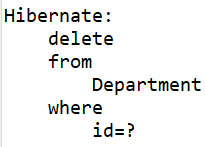 Hibernate:
    delete
    from
        Department
    where
        id=?